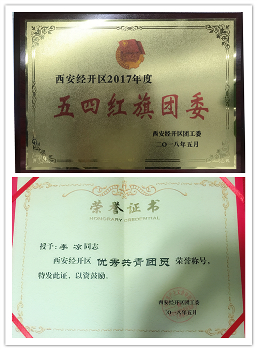 西安经开区2017年度
五四红旗团委
西安经开区团工委
二〇一八年五月
荣誉证书
HONORARY CREDENTIAL
授予:李 凉同志
西安经开区 优秀共青团员 荣誉称号,
特发此证,以资鼓励。
西安经开区团工委
二〇一八年五月